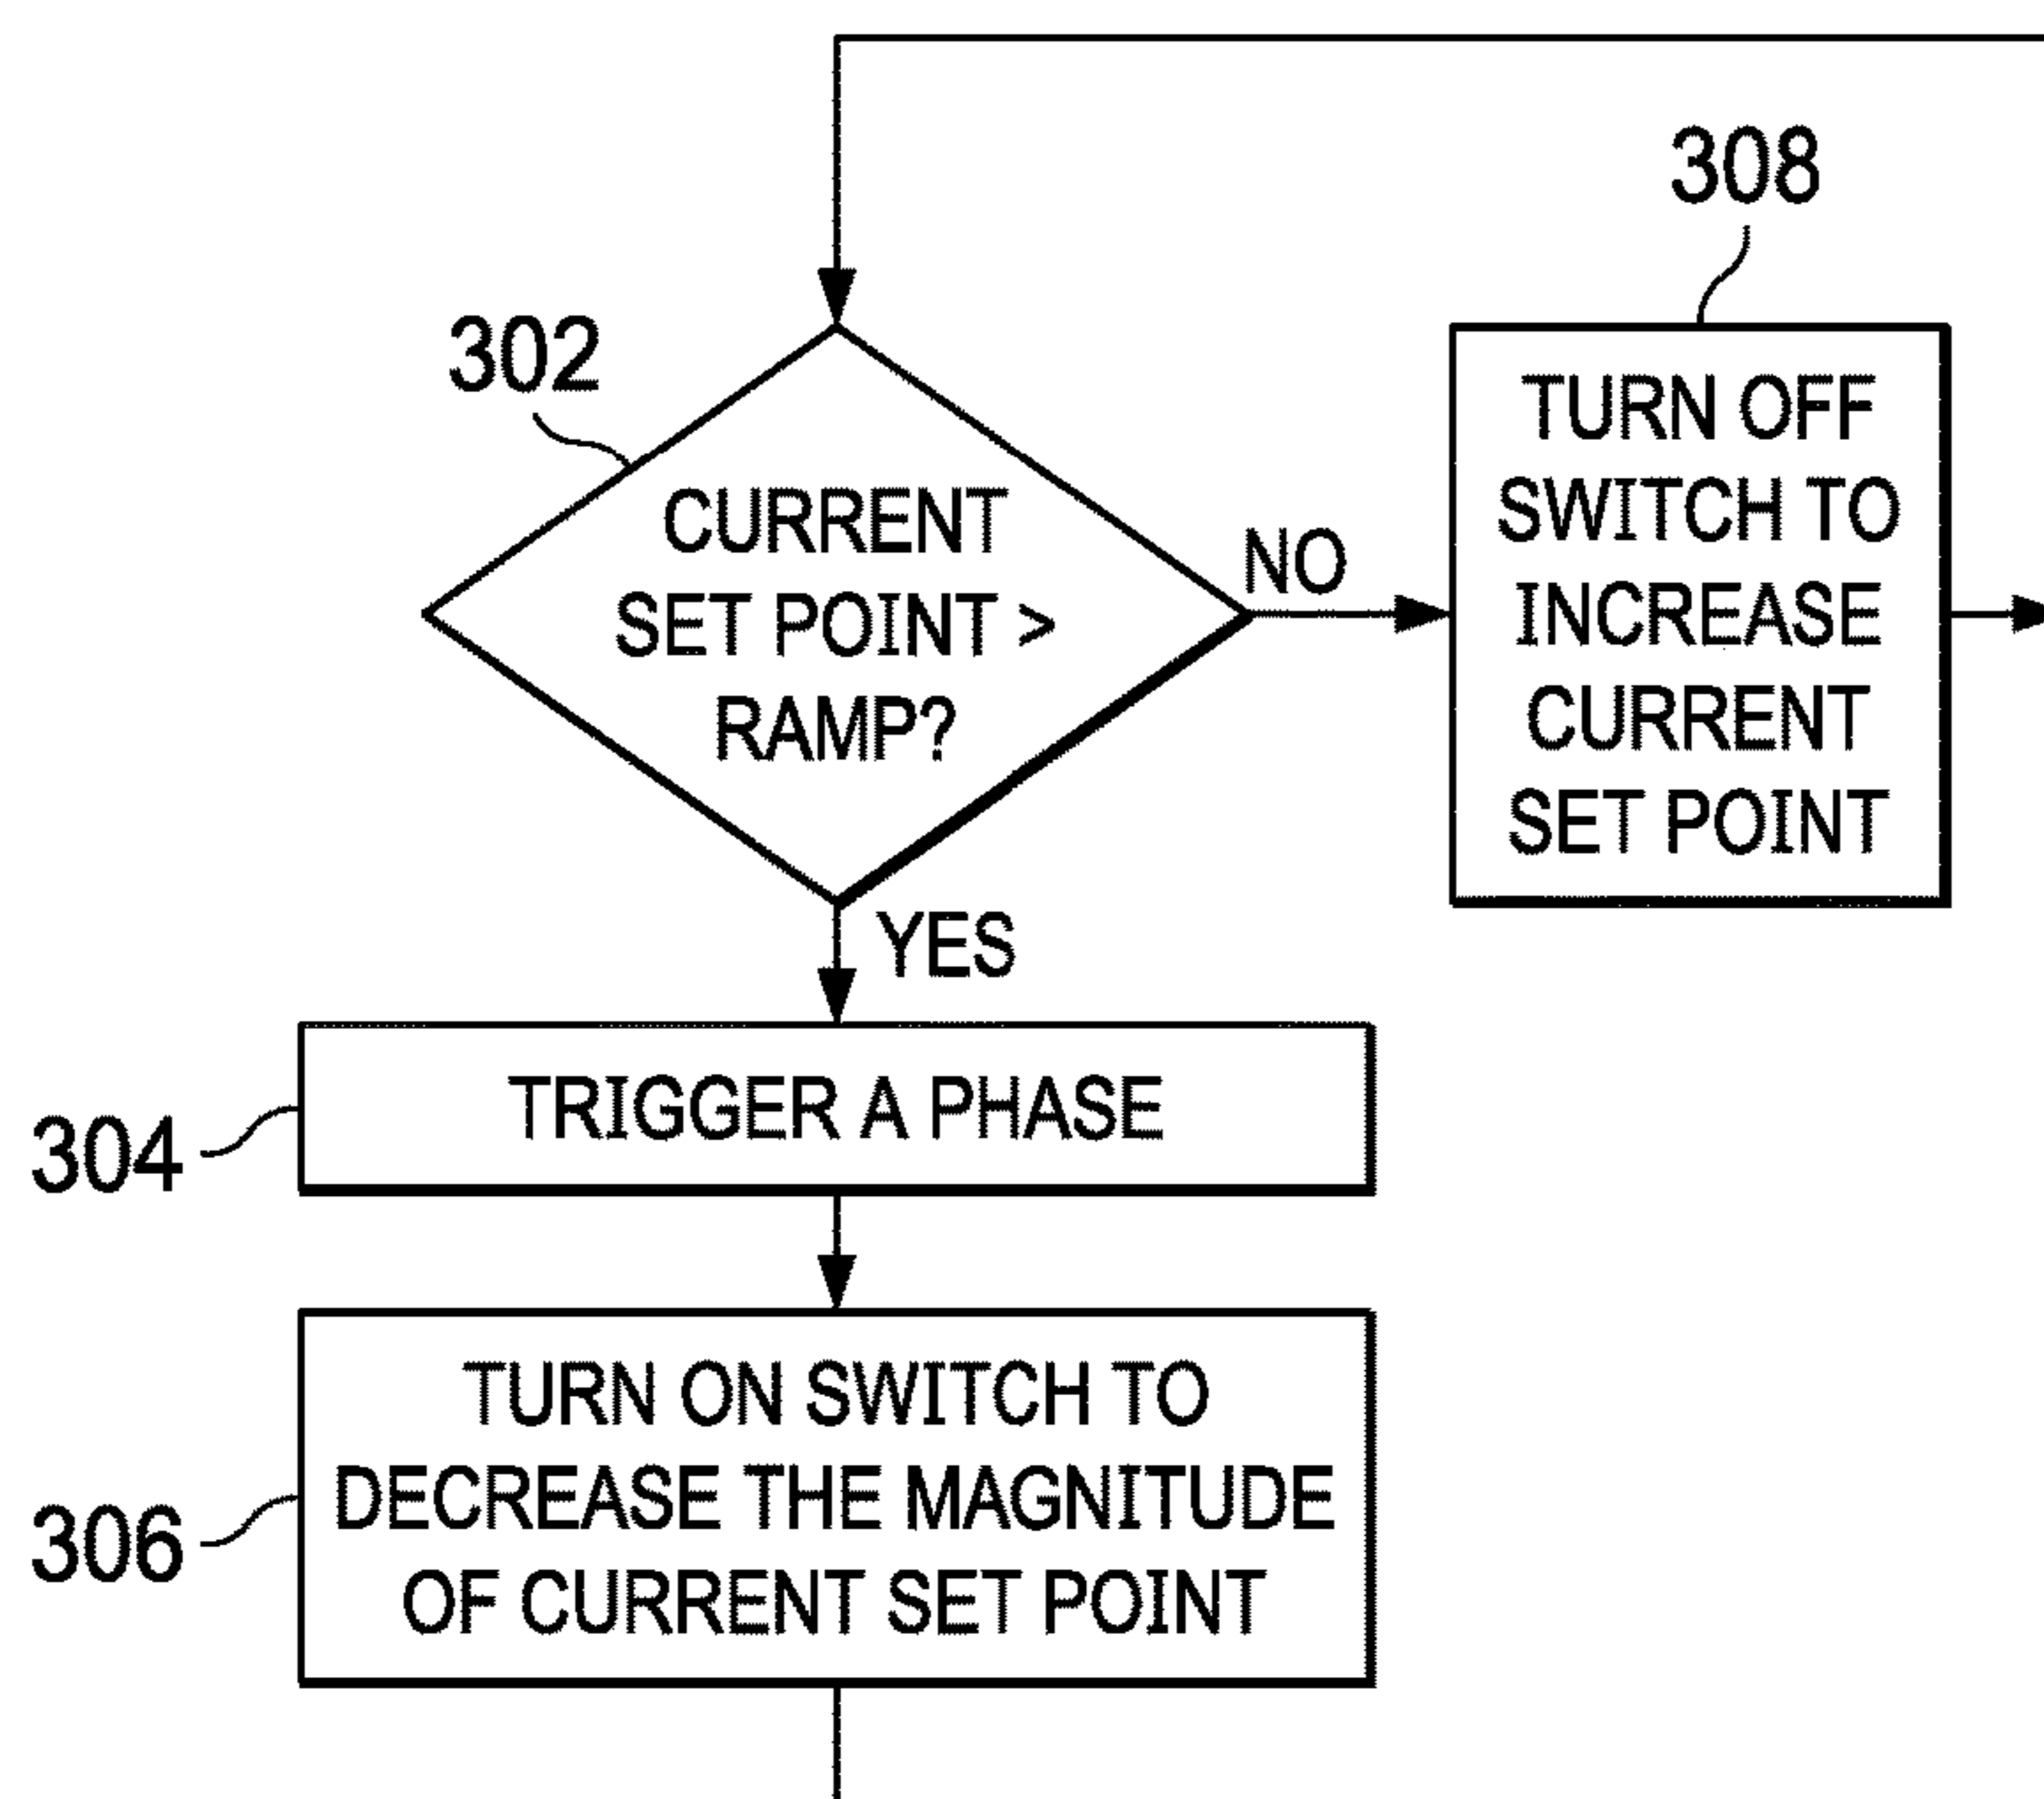 308
302
CURRENT
SET POINT >
RAMP?
NO
TURN OFF
SWITCH TO
INCREASE
CURRENT
SET POINT
YES
304
TRIGGER A PHASE
306
TURN ON SWITCH TO
DECREASE THE MAGNITUDE
OF CURRENT SET POINT